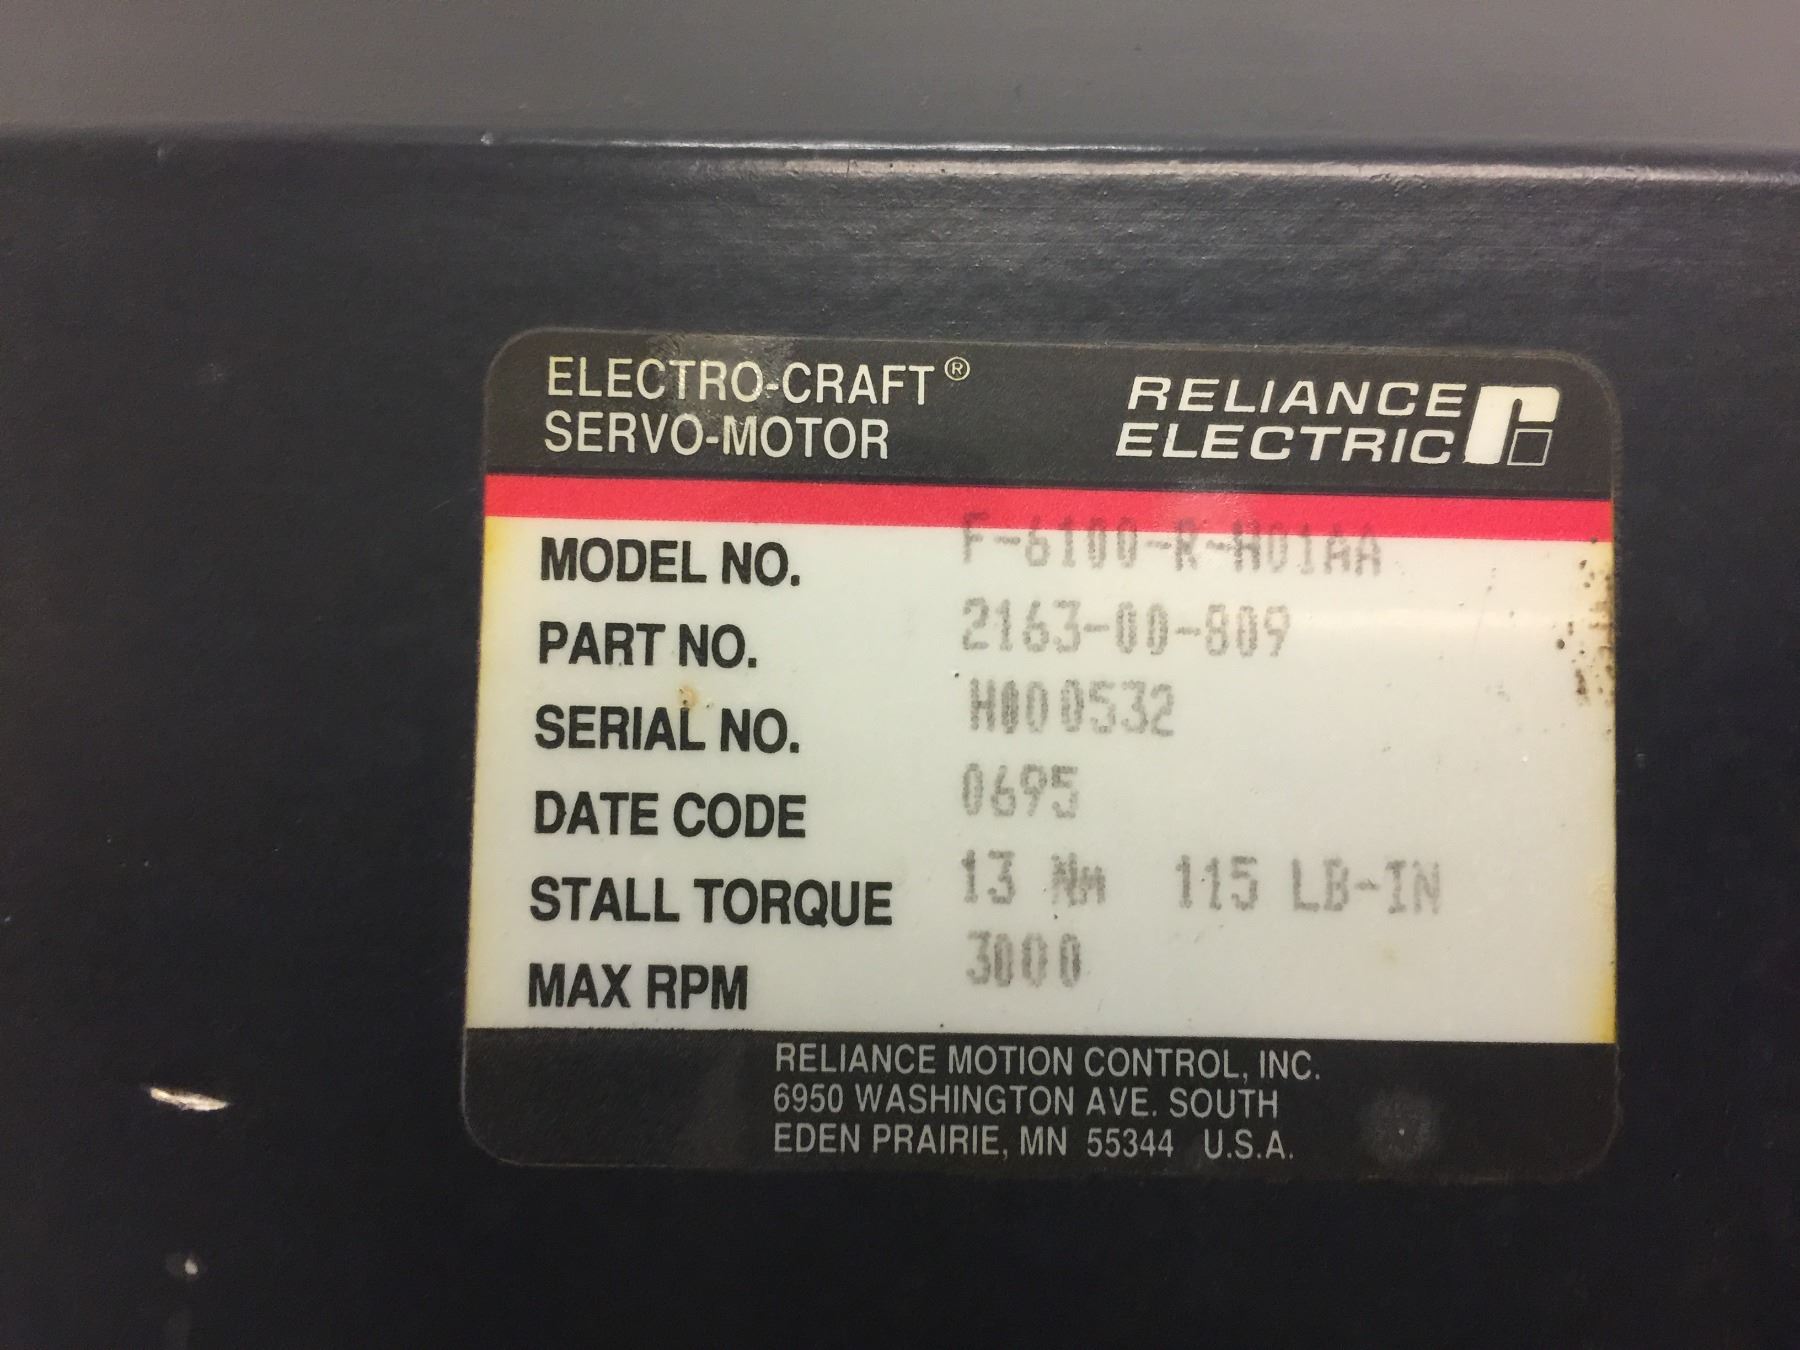 ELECTRO-CRAFT®
SERVO-MOTOR
RELIANCE
ELECTRIC
MODEL NO. F-6100-R-H01AA
PART NO. 2163-00-809
SERIAL NO. H000532
DATE CODE 0695
STALL TORQUE 13 Nm 115 LB-IN
MAX RPM 3000
RELIANCE MOTION CONTROL, INC.
6950 WASHINGTON AVE. SOUTH
EDEN PRAIRIE, MN 55344 U.S.A.